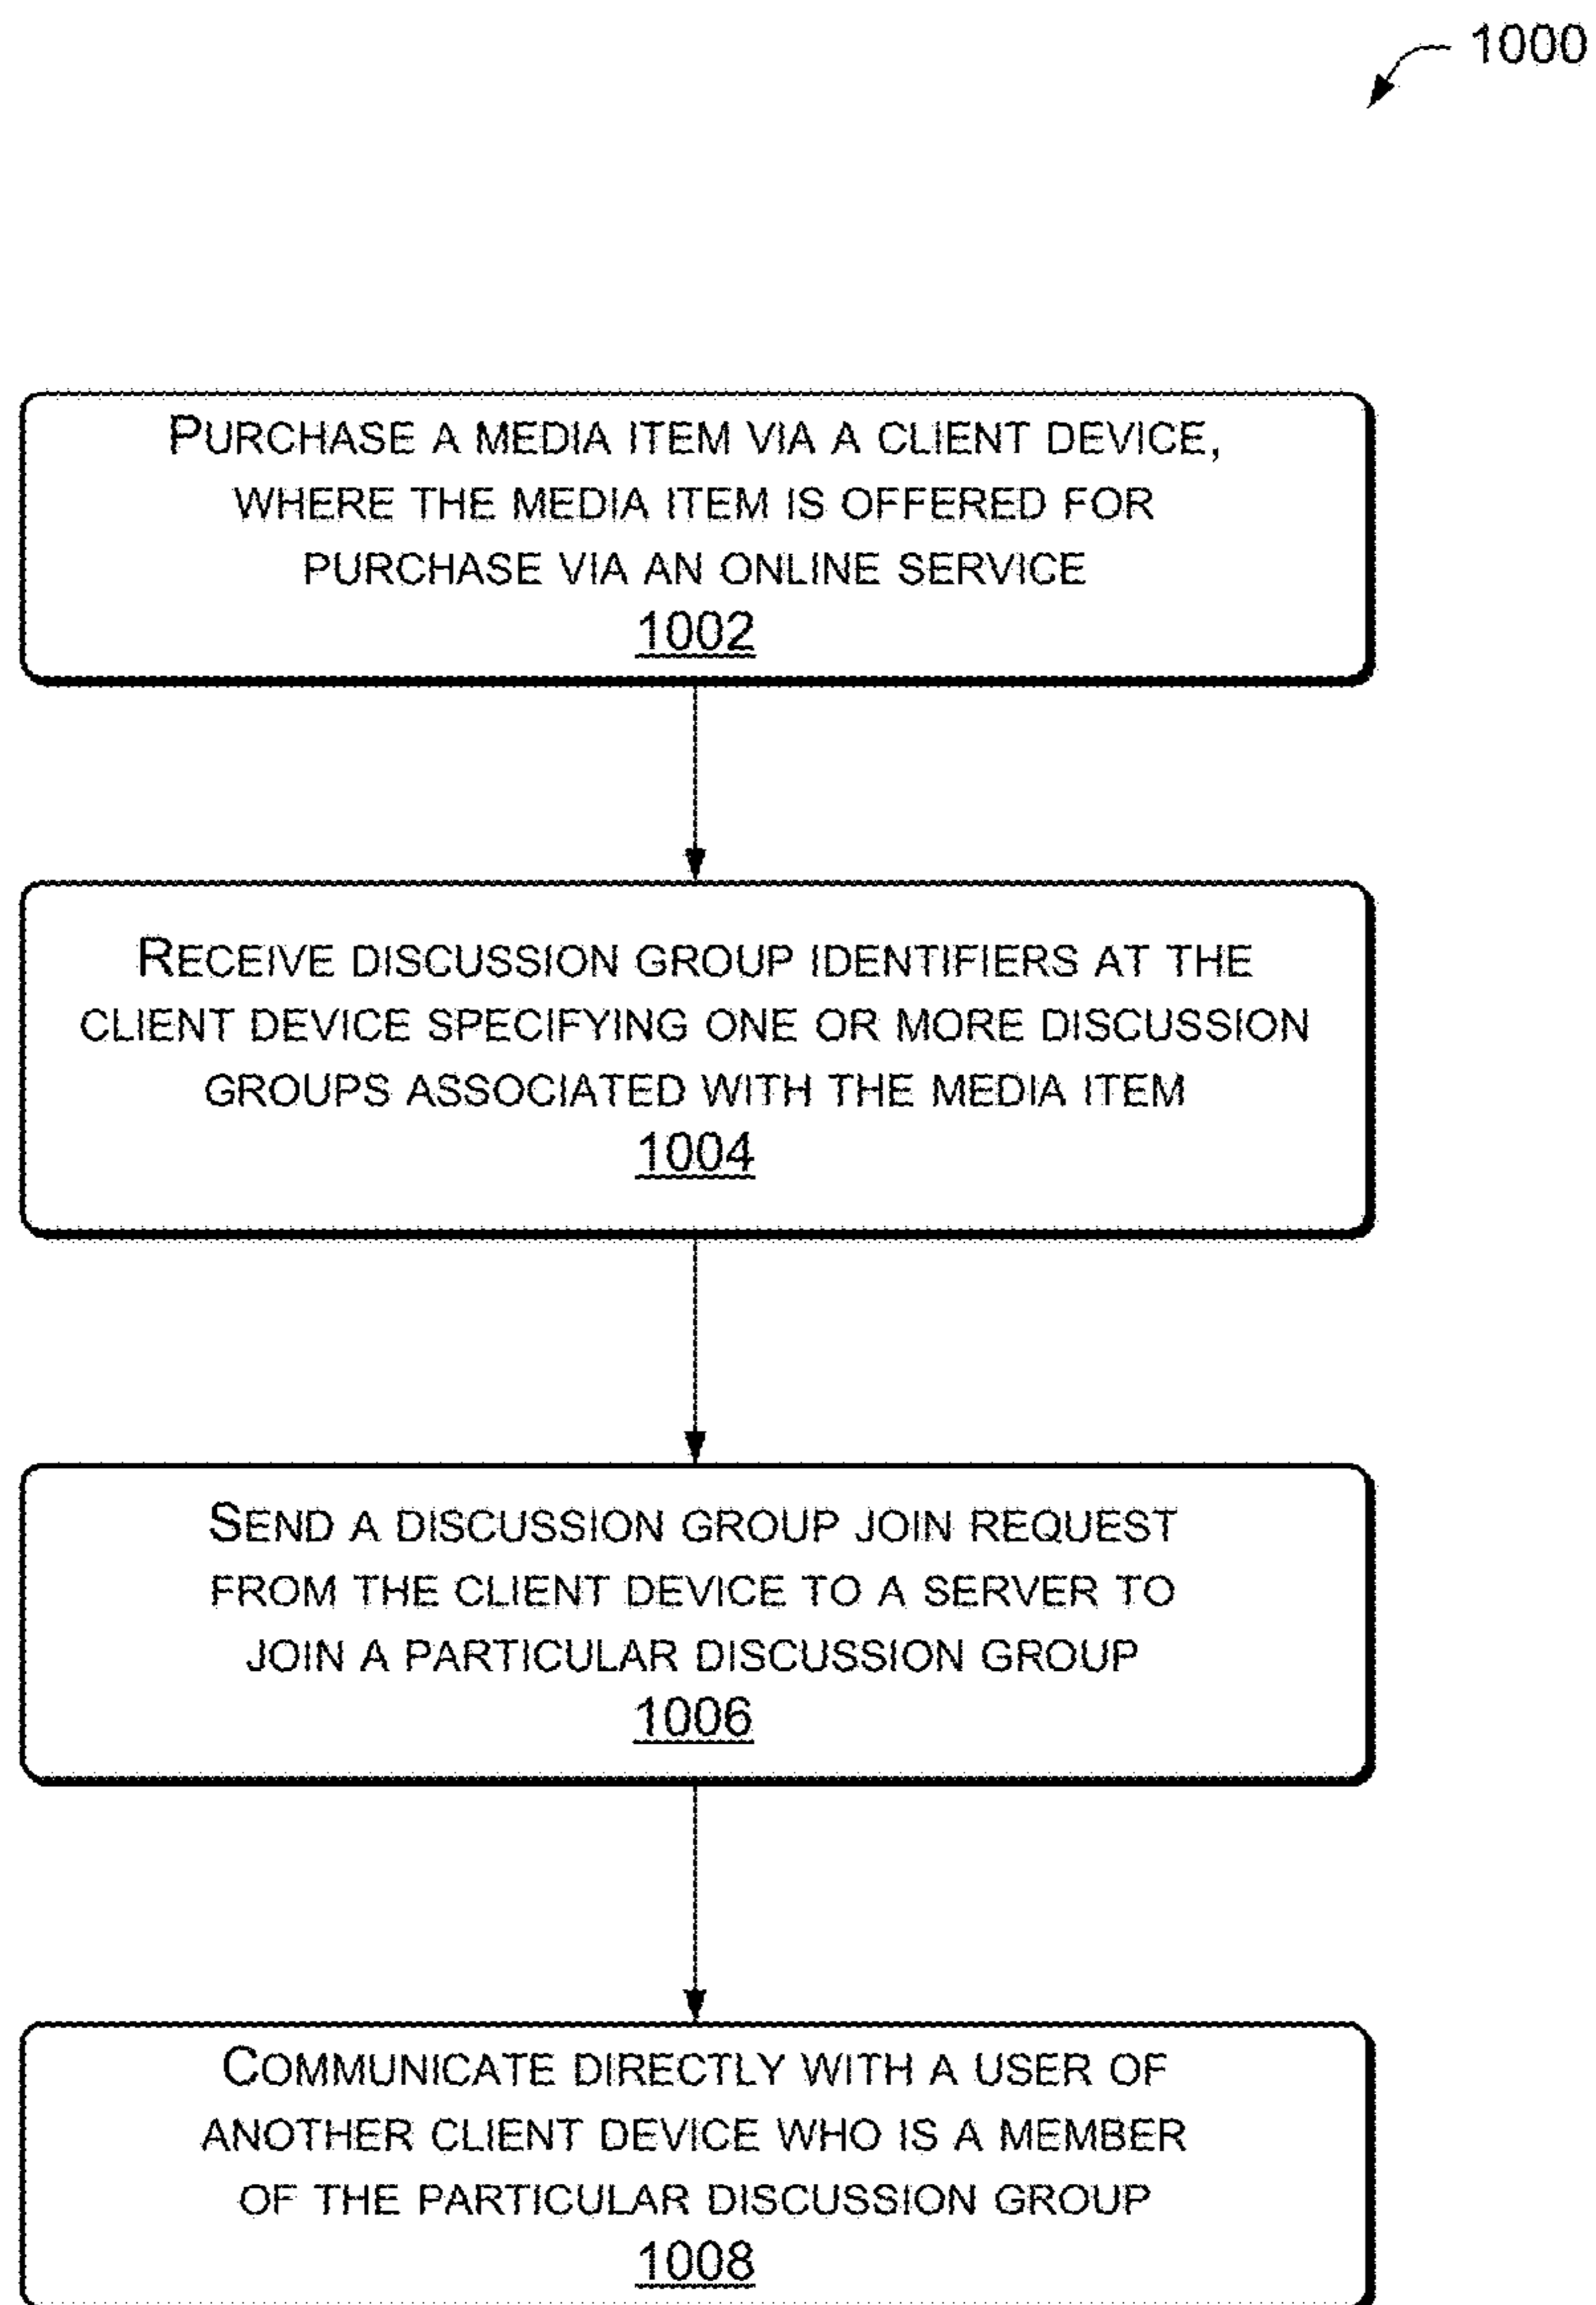 1000
PURCHASE A MEDIA ITEM VIA A CLIENT DEVICE,
WHERE THE MEDIA ITEM IS OFFERED FOR
PURCHASE VIA AN ONLINE SERVICE
1002
RECEIVE DISCUSSION GROUP IDENTIFIERS AT THE
CLIENT DEVICE SPECIFYING ONE OR MORE DISCUSSION
GROUPS ASSOCIATED WITH THE MEDIA ITEM
1004
SEND A DISCUSSION GROUP JOIN REQUEST
FROM THE CLIENT DEVICE TO A SERVER TO
JOIN A PARTICULAR DISCUSSION GROUP
1006
COMMUNICATE DIRECTLY WITH A USER OF
ANOTHER CLIENT DEVICE WHO IS A MEMBER
OF THE PARTICULAR DISCUSSION GROUP
1008